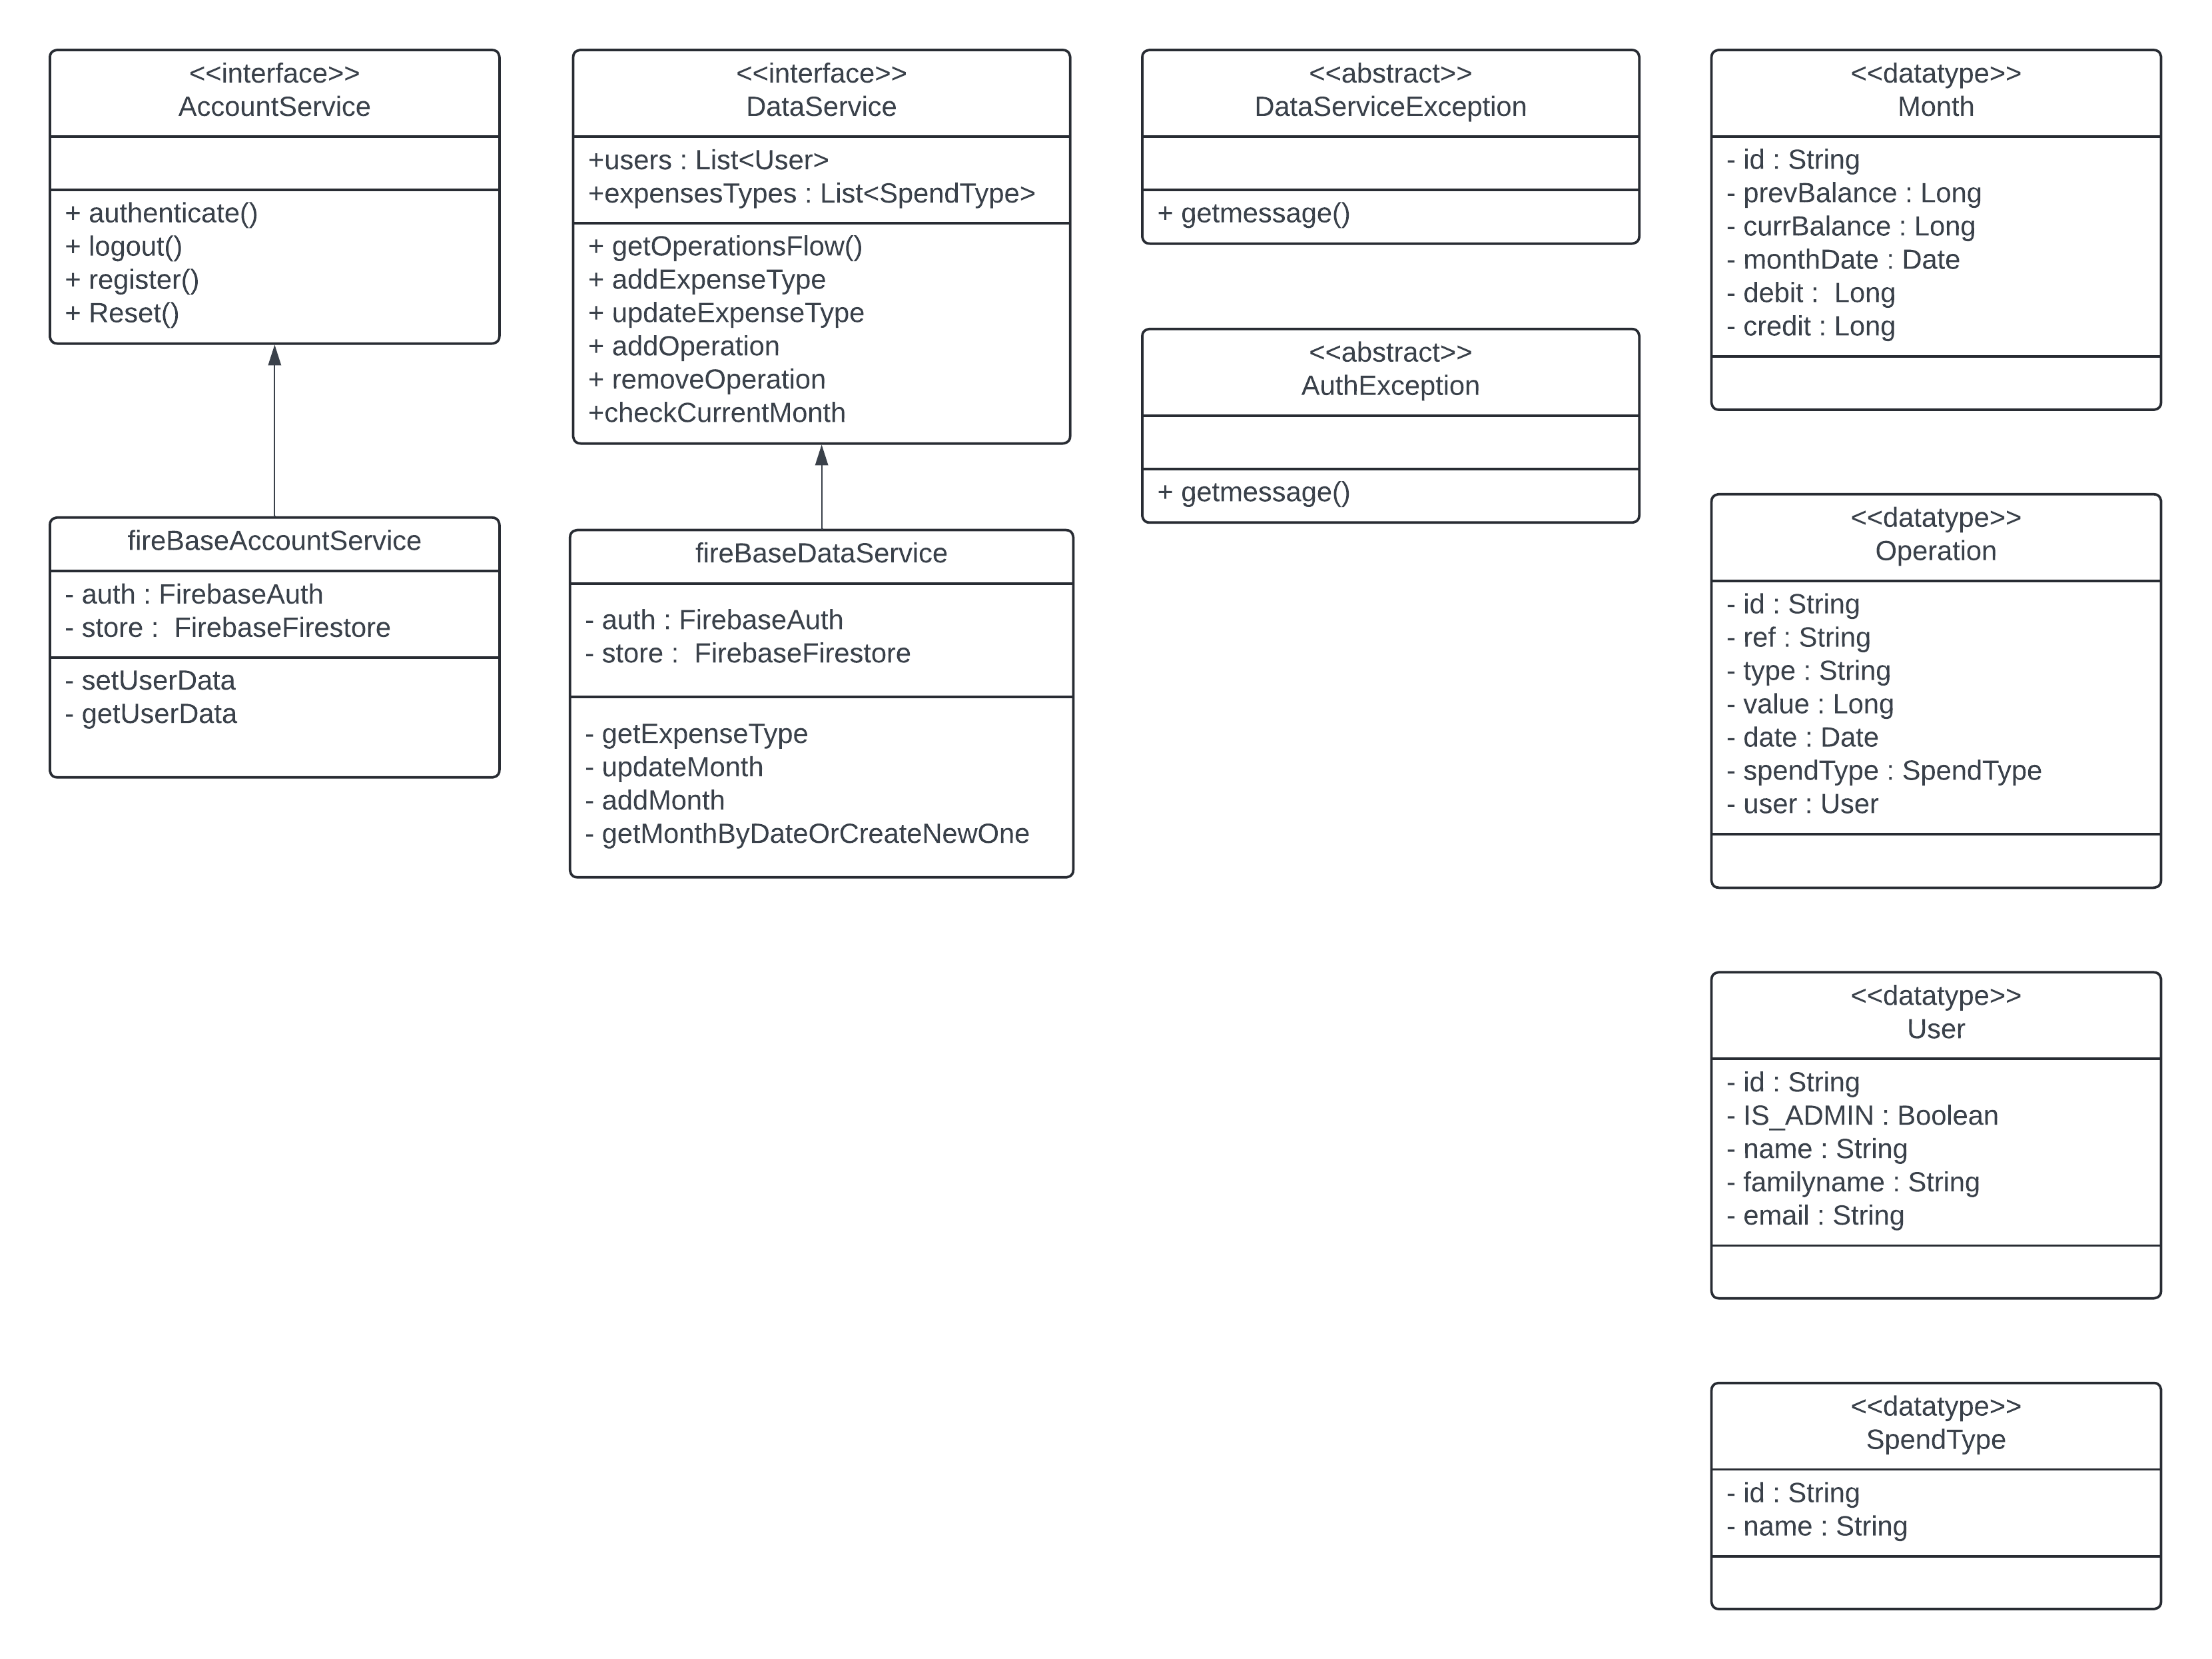 <<interface>>
AccountService
+ authenticate()
+ logout()
+ register()
+ Reset()
fireBaseAccountService
- auth : FirebaseAuth
- store :  FirebaseFirestore
- setUserData
- getUserData
<<interface>>
DataService
+users : List<User>
+expensesTypes : List<SpendType>
+ getOperationsFlow()
+ addExpenseType
+ updateExpenseType
+ addOperation
+ removeOperation
+checkCurrentMonth
fireBaseDataService
- auth : FirebaseAuth
- store :  FirebaseFirestore
- getExpenseType
- updateMonth
- addMonth
- getMonthByDateOrCreateNewOne
<<abstract>>
DataServiceException
+ getmessage()
<<abstract>>
AuthException
+ getmessage()
<<datatype>>
Month
- id : String
- prevBalance : Long
- currBalance : Long
- monthDate : Date
- debit :  Long
- credit : Long
<<datatype>>
Operation
- id : String
- ref : String
- type : String
- value : Long
- date : Date
- spendType : SpendType
- user : User
<<datatype>>
User
- id : String
- IS_ADMIN : Boolean
- name : String
- familyname : String
- email : String
<<datatype>>
SpendType
- id : String
- name : String